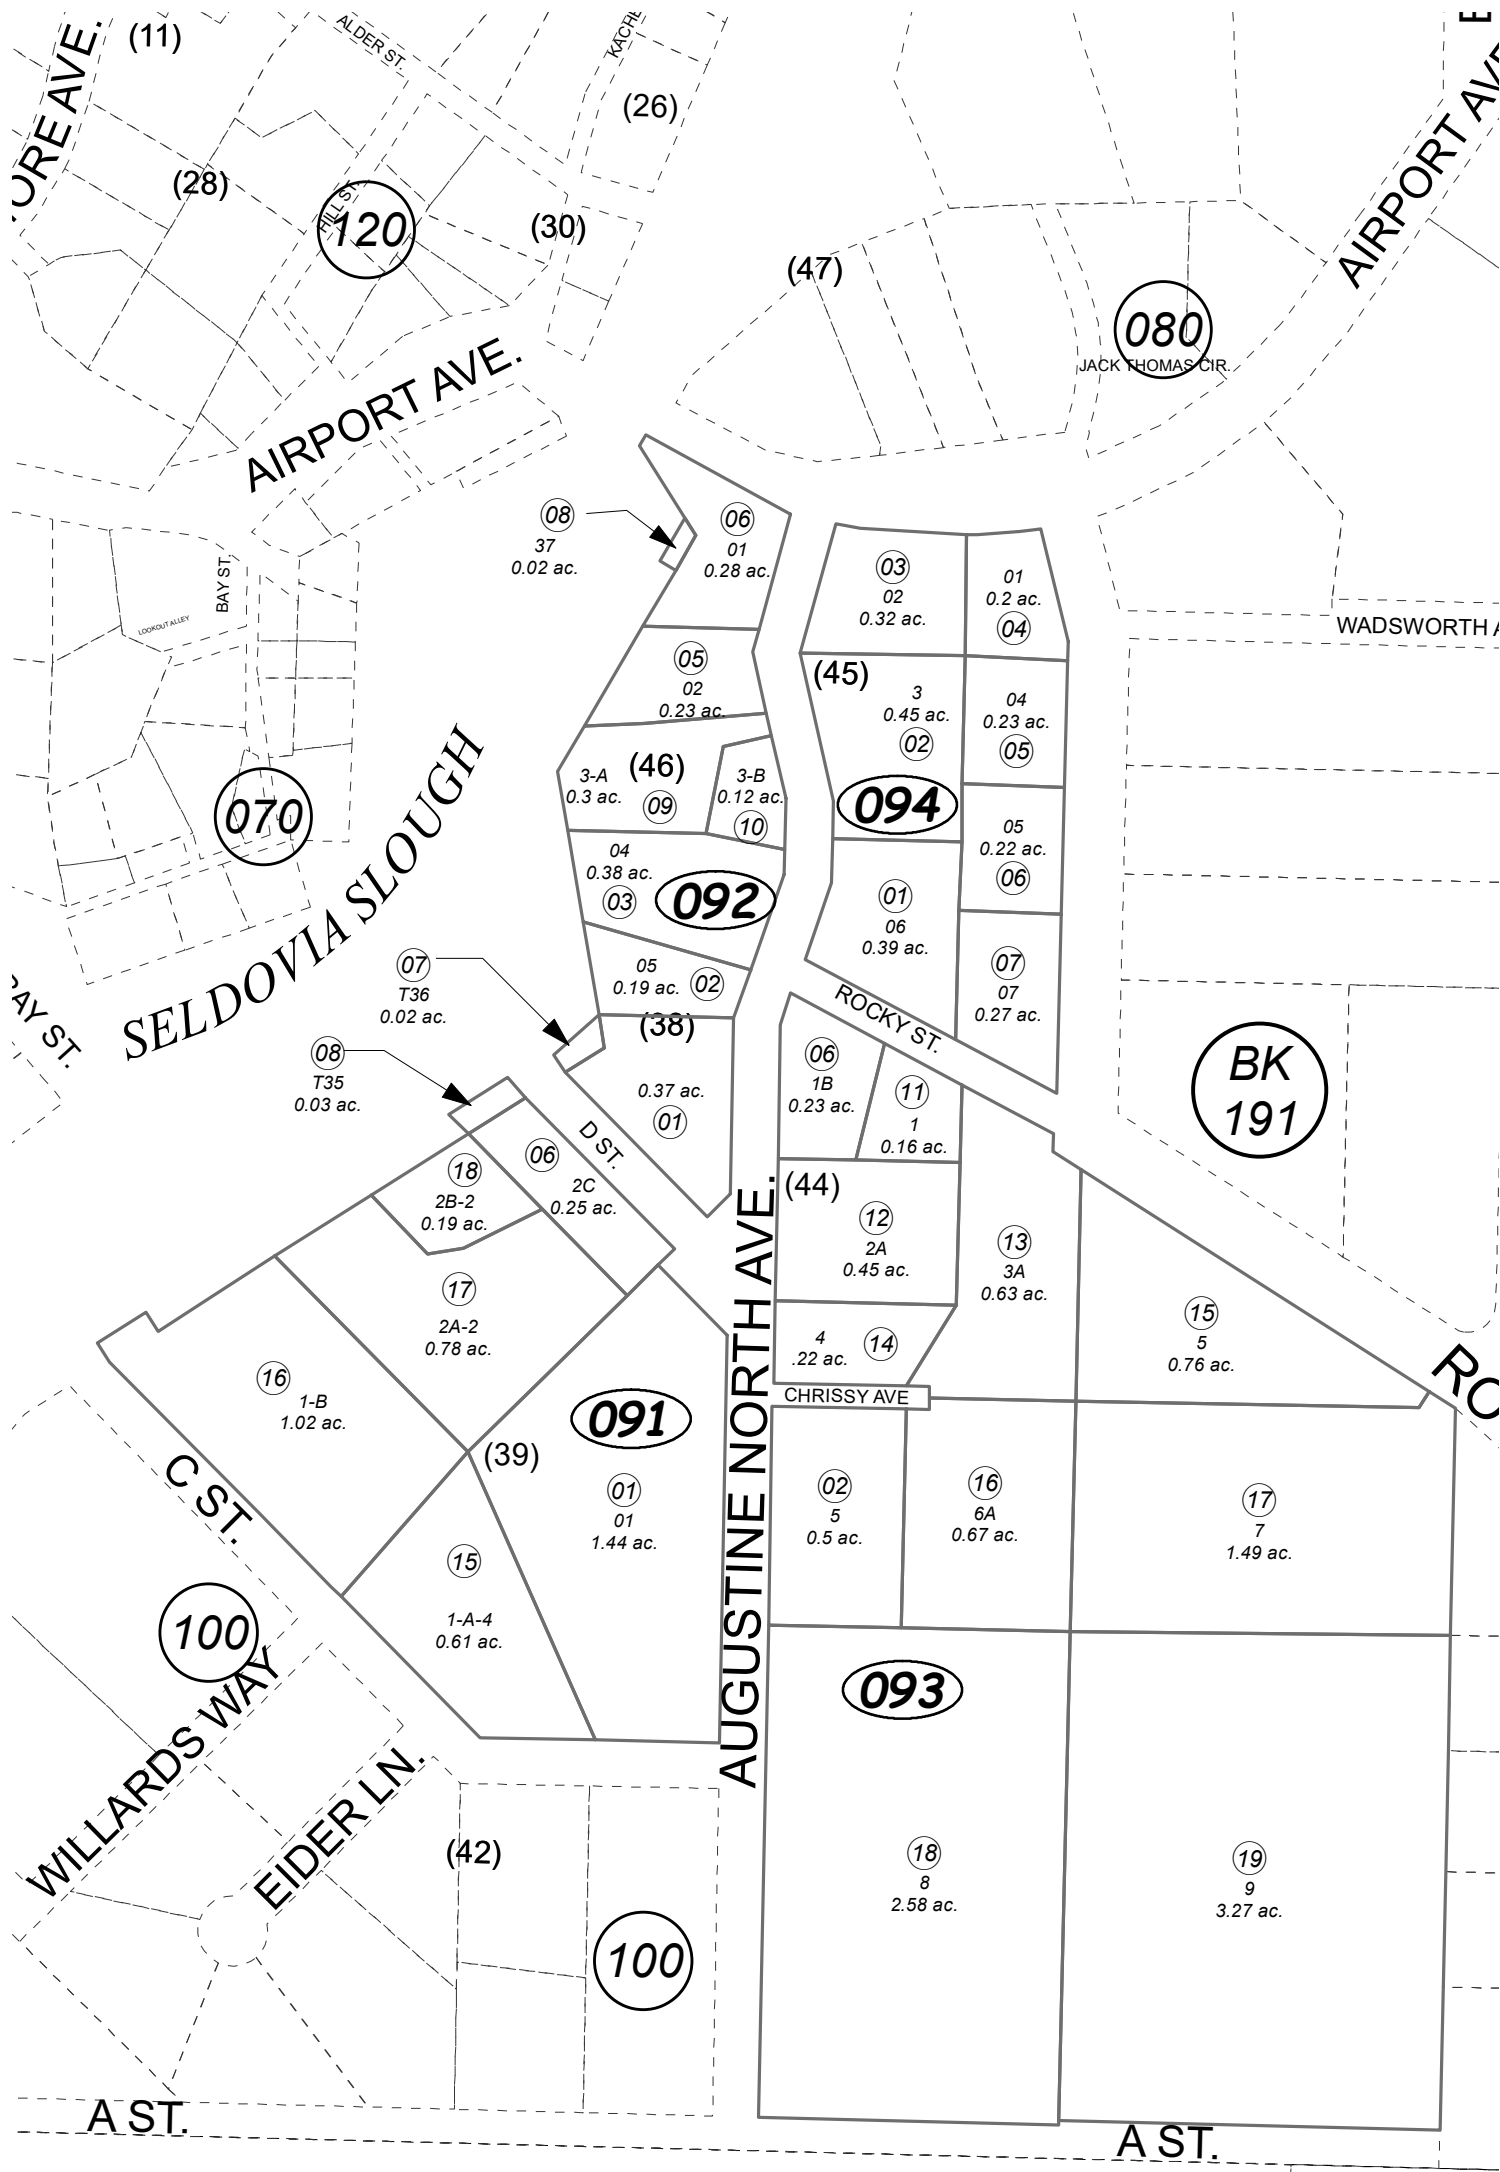 (11)
ALDER ST.
AIRPORT AVE.
(26)
(28)
HILL ST.
120
(30)
(47)
080
JACK THOMAS CIR.
AIRPORT AVE.
BAY ST.
LOOKOUT ALLEY
070
SELDOVIA SLOUGH
WADSWORTH A
08
37
0.02 ac.
06
01
0.28 ac.
05
02
0.23 ac.
(46)
3-A
0.3 ac.
09
3-B
0.12 ac.
10
04
0.38 ac.
03
092
05
0.19 ac.
02
(38)
0.37 ac.
01
07
T36
0.02 ac.
08
T35
0.03 ac.
03
02
0.32 ac.
01
0.2 ac.
04
(45)
3
0.45 ac.
02
04
0.23 ac.
05
094
05
0.22 ac.
06
01
06
0.39 ac.
07
07
0.27 ac.
ROCKY ST.
BK
191
06
1B
0.23 ac.
11
1
0.16 ac.
(44)
12
2A
0.45 ac.
13
3A
0.63 ac.
4
.22 ac.
14
15
5
0.76 ac.
CHRISSY AVE
02
5
0.5 ac.
16
6A
0.67 ac.
17
7
1.49 ac.
093
18
8
2.58 ac.
19
9
3.27 ac.
AUGUSTINE NORTH AVE.
D ST.
06
2C
0.25 ac.
18
2B-2
0.19 ac.
17
2A-2
0.78 ac.
16
1-B
1.02 ac.
091
(39)
01
01
1.44 ac.
15
1-A-4
0.61 ac.
C ST.
100
WILLARDS WAY
EIDER LN.
(42)
100
A ST.
A ST.